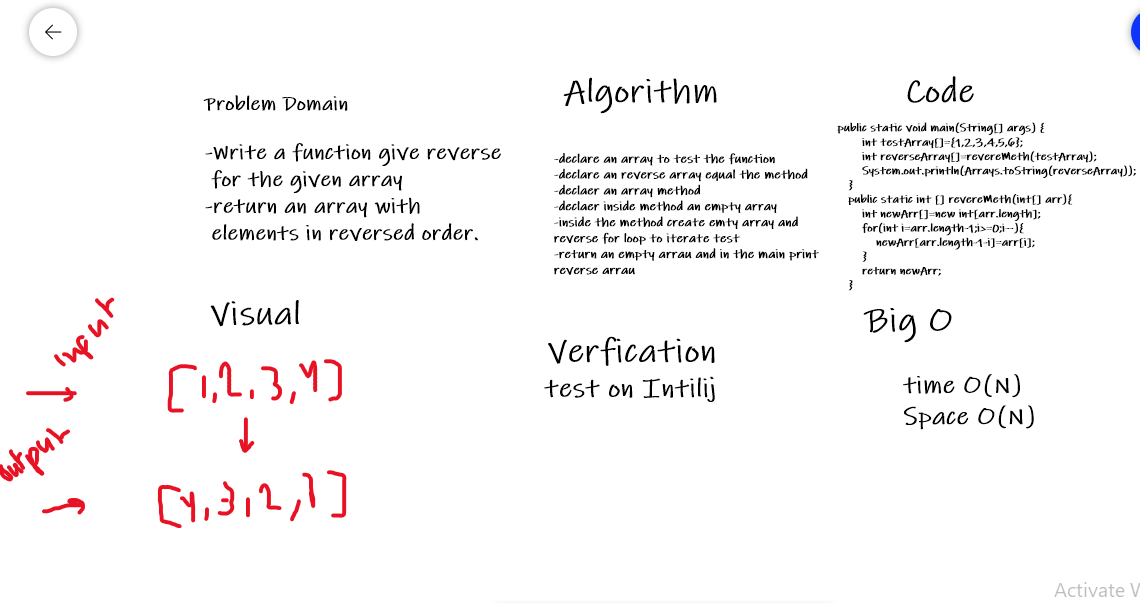 Problem Domain
-Write a function give reverse
for the given array
-return an array with
elements in reversed order.
Visual
input
[1,2,3,4]
output
[4,3,2,1]
Algorithm
-declare an array to test the function
-declare an reverse array equal the method
-declaer an array method
-declaer inside method an empty array
-inside the method create emty array and
reverse for loop to iterate test
-return an empty arrau and in the main print
reverse arrau
Verfication
test on Intilij
Code
public static void main(String[] args) {
int testArray[]={1,2,3,4,5,6};
int reverseArray[]=revereMeth(testArray);
System.out.println(Arrays.toString(reverseArray));
}
public static int [] revereMeth(int[] arr){
int newArr[]=new int[arr.length];
for(int i=arr.length-1;i>=0;i--){
newArr[arr.length-1-i]=arr[i];
}
return newArr;
}
Big O
time O(N)
Space O(N)
Activate